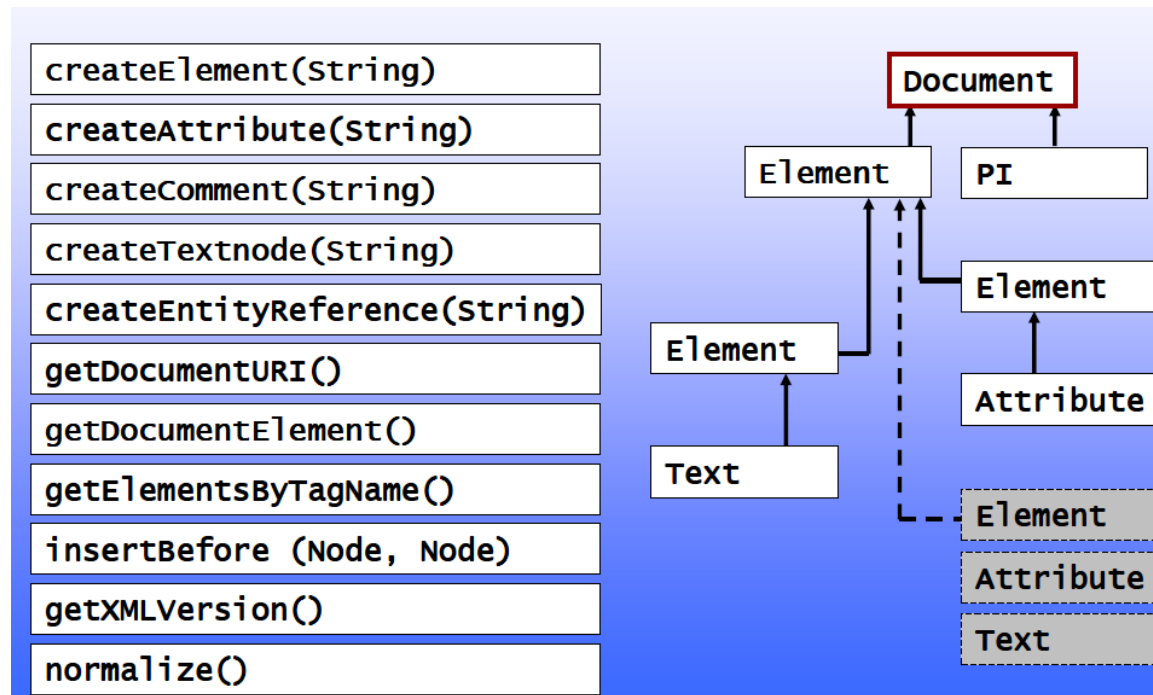 createElement(String)
createAttribute(String)
createComment(String)
createTextnode(String)
createEntityReference(String)
getDocumentURI()
getDocumentElement()
getElementsByTagName()
insertBefore (Node, Node)
getXMLVersion()
normalize()
Document
Element
PI
Element
Element
Attribute
Text
Element
Attribute
Text